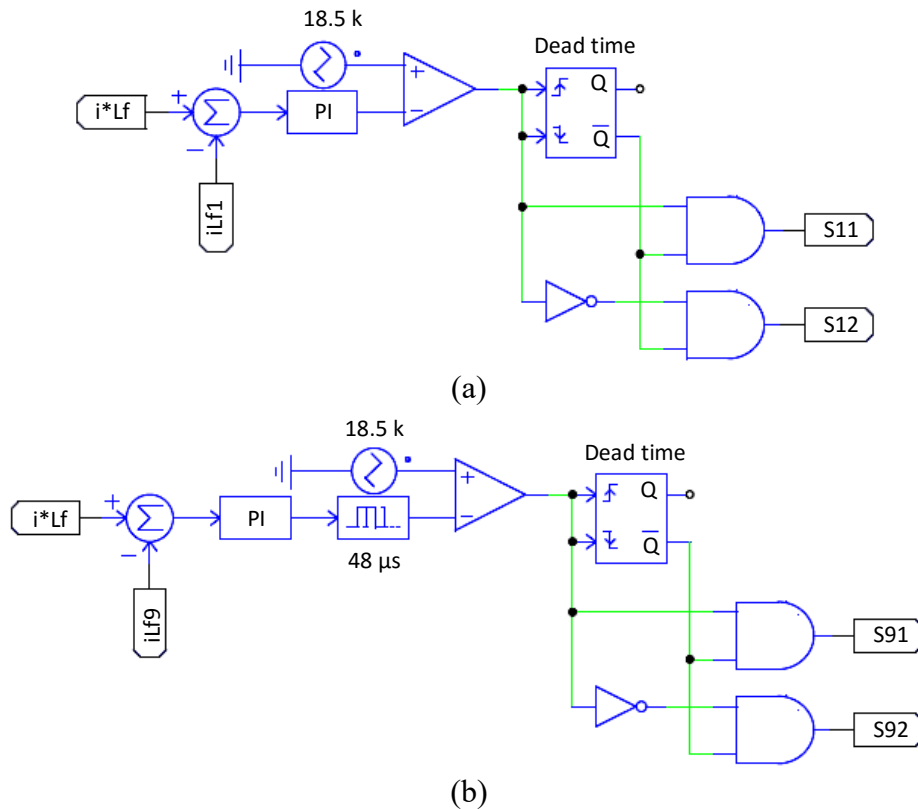 18.5 k
Dead time
i*Lf
+
Σ
−
PI
+
−
Q
Q̅
iLf1
S11
S12
(a)
18.5 k
Dead time
i*Lf
+
Σ
−
PI
+
−
Q
Q̅
48 µs
iLf9
S91
S92
(b)